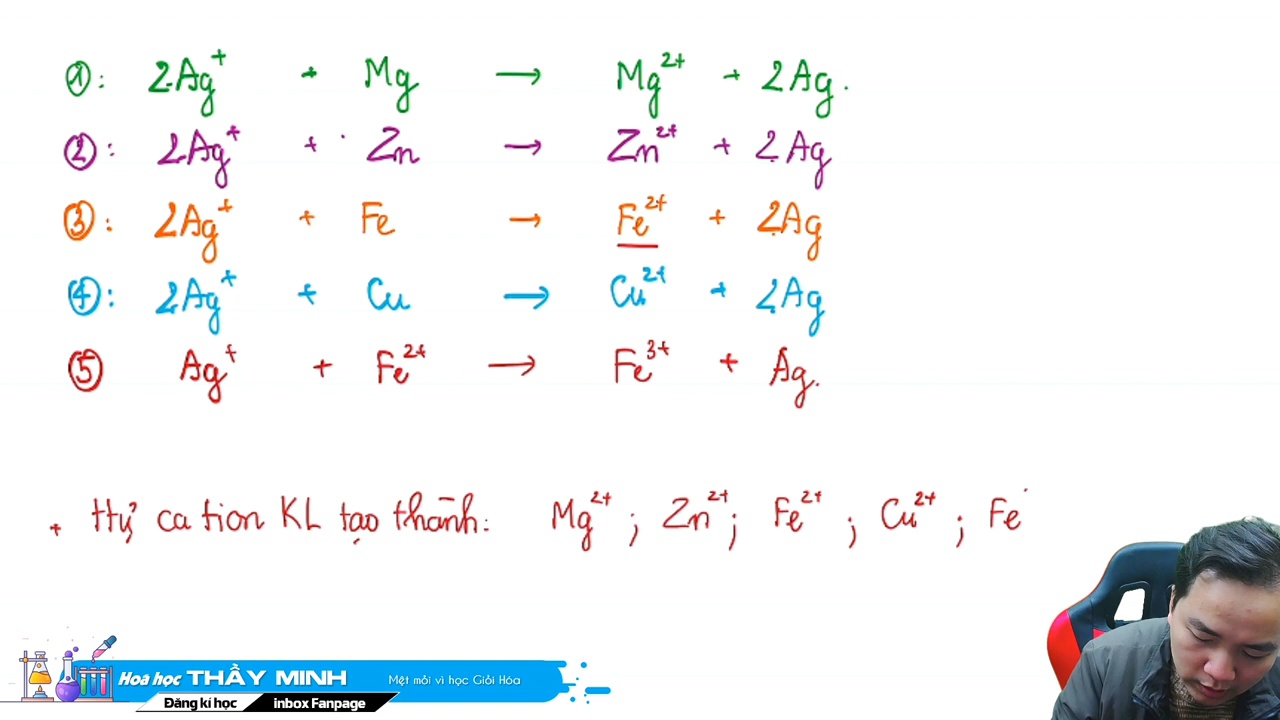 ①: 2Ag⁺ + Mg → Mg²⁺ + 2Ag.
②: 2Ag⁺ + Zn → Zn²⁺ + 2Ag
③: 2Ag⁺ + Fe → Fe²⁺ + 2Ag
④: 2Ag⁺ + Cu → Cu²⁺ + 2Ag
⑤ Ag⁺ + Fe²⁺ → Fe³⁺ + Ag.
+ Thứ cation KL tạo thành: Mg²⁺ ; Zn²⁺ ; Fe²⁺ ; Cu²⁺ ; Fe
Hoá học THẦY MINH
Mệt mỏi vì học Giỏi Hóa
Đăng kí học inbox Fanpage